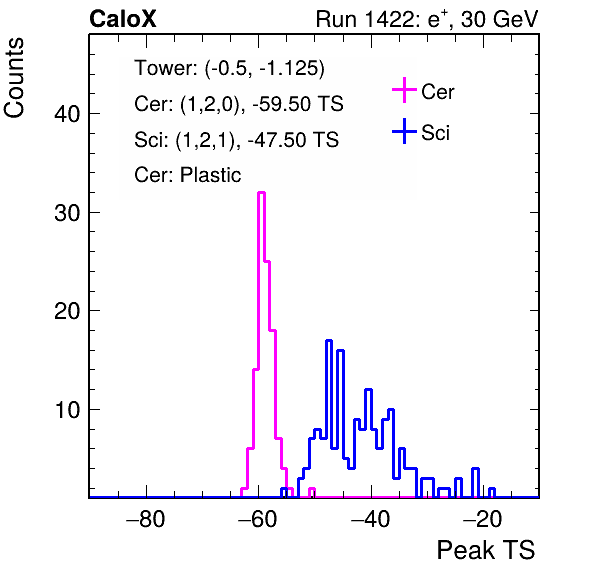 CaloX Run 1422: e⁺, 30 GeV
Counts
Tower: (-0.5, -1.125)
Cer: (1,2,0), -59.50 TS
Sci: (1,2,1), -47.50 TS
Cer: Plastic
Cer
Sci
40
30
20
10
−80 −60 −40 −20
Peak TS